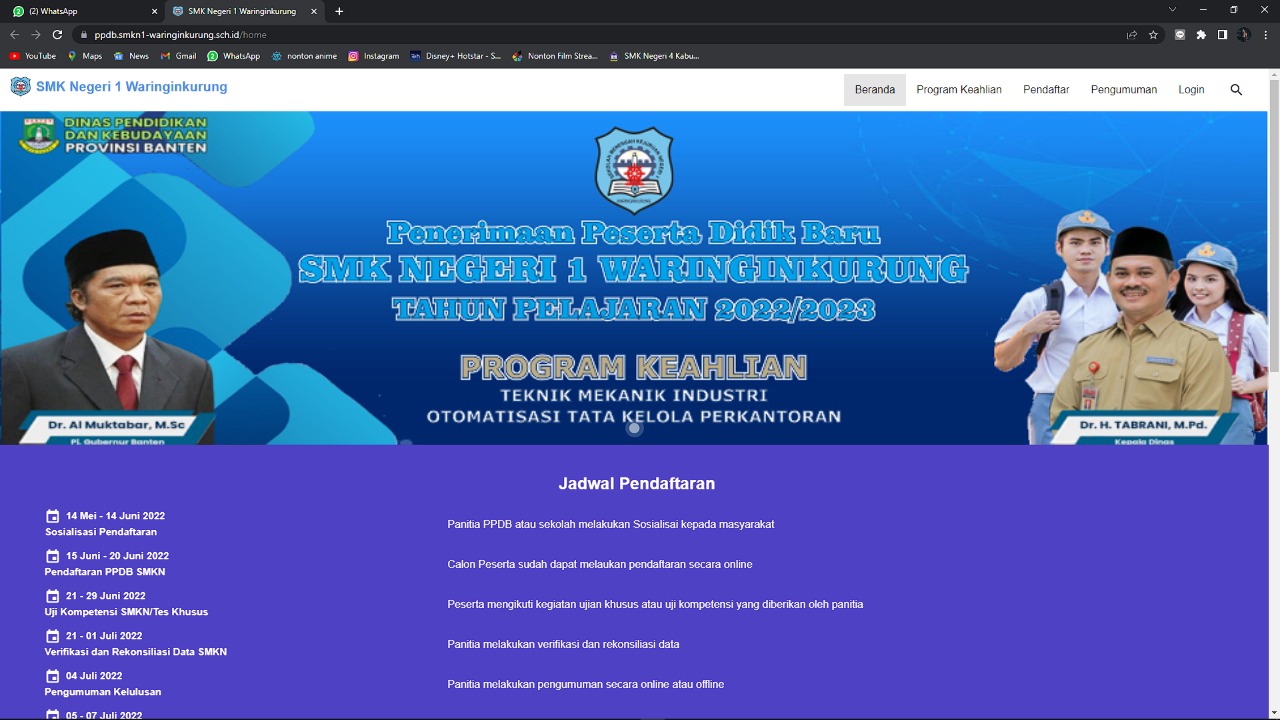 (2) WhatsApp
SMK Negeri 1 Waringinkurung
ppdb.smkn1-waringinkurung.sch.id/home
YouTube
Maps
News
Gmail
WhatsApp
nonton anime
Instagram
Disney+ Hotstar - S...
Nonton Film Strea...
SMK Negeri 4 Kabu...
SMK Negeri 1 Waringinkurung
Beranda
Program Keahlian
Pendaftar
Pengumuman
Login
DINAS PENDIDIKAN
DAN KEBUDAYAAN
PROVINSI BANTEN
Penerimaan Peserta Didik Baru
SMK NEGERI 1 WARINGINKURUNG
TAHUN PELAJARAN 2022/2023
PROGRAM KEAHLIAN
TEKNIK MEKANIK INDUSTRI
OTOMATISASI TATA KELOLA PERKANTORAN
Dr. Al Muktabar, M.Sc
Pj. Gubernur Banten
Dr. H. TABRANI, M.Pd.
Kepala Dinas
Jadwal Pendaftaran
14 Mei - 14 Juni 2022
Sosialisasi Pendaftaran
Panitia PPDB atau sekolah melakukan Sosialisai kepada masyarakat
15 Juni - 20 Juni 2022
Pendaftaran PPDB SMKN
Calon Peserta sudah dapat melaukan pendaftaran secara online
21 - 29 Juni 2022
Uji Kompetensi SMKN/Tes Khusus
Peserta mengikuti kegiatan ujian khusus atau uji kompetensi yang diberikan oleh panitia
21 - 01 Juli 2022
Verifikasi dan Rekonsiliasi Data SMKN
Panitia melakukan verifikasi dan rekonsiliasi data
04 Juli 2022
Pengumuman Kelulusan
Panitia melakukan pengumuman secara online atau offline
05 - 07 Juli 2022